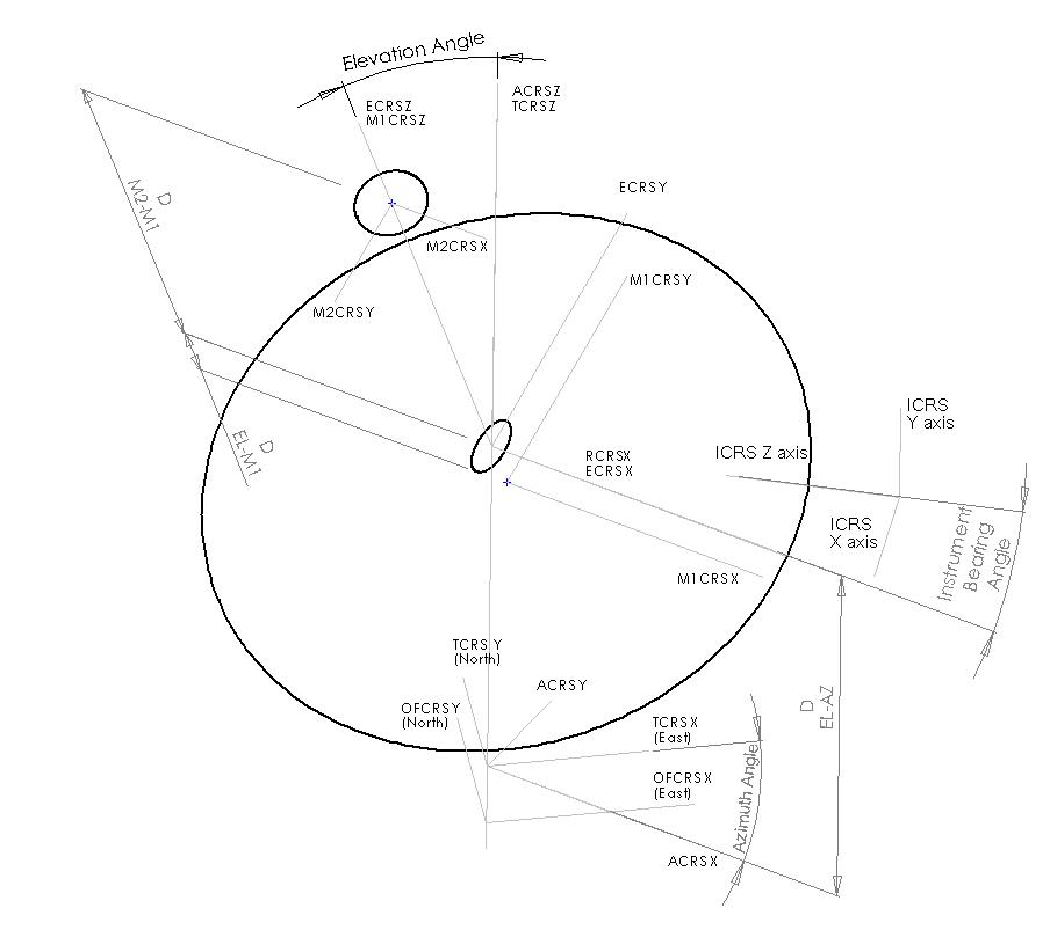 Elevation Angle
ECRSZ
M1CRSZ
ACRSZ
TCRSZ
D
M2-M1
ECRSY
M2CRSX
M1CRSY
M2CRSY
ICRS
Y axis
D
EL-M1
RCRSX
ECRSX
ICRS Z axis
ICRS
X axis
Instrument
Bearing
Angle
M1CRSX
TCRSY
(North)
ACRSY
OFCRSY
(North)
TCRSX
(East)
D
EL-AZ
OFCRSX
(East)
Azimuth Angle
ACRSX